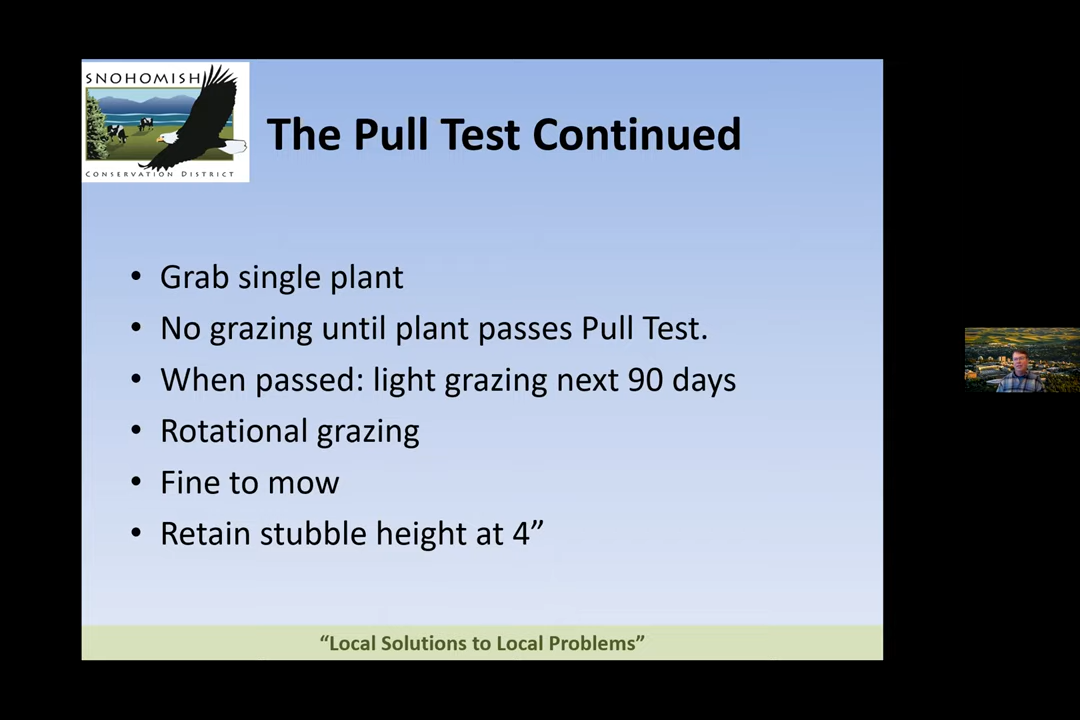 SNOHOMISH
CONSERVATION DISTRICT
The Pull Test Continued
• Grab single plant
• No grazing until plant passes Pull Test.
• When passed: light grazing next 90 days
• Rotational grazing
• Fine to mow
• Retain stubble height at 4”
“Local Solutions to Local Problems”